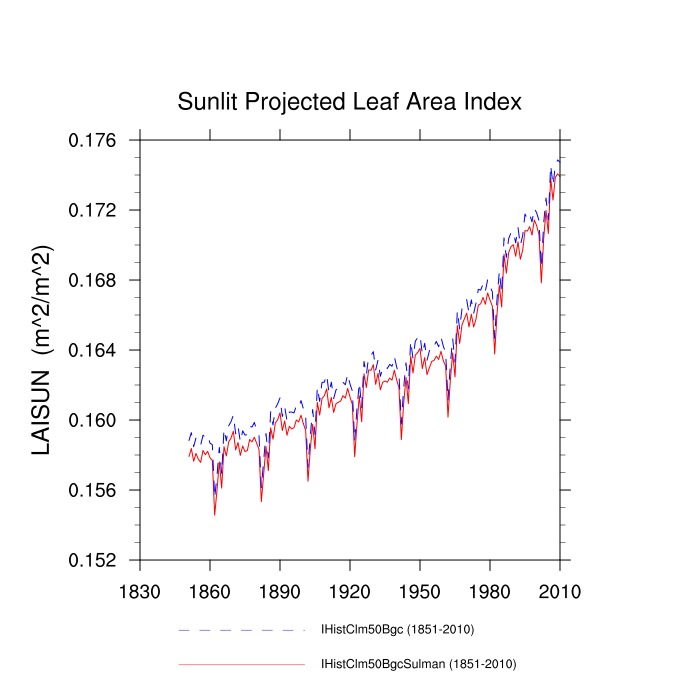 Sunlit Projected Leaf Area Index
LAISUN (m^2/m^2)
0.176
0.172
0.168
0.164
0.160
0.156
0.152
1830 1860 1890 1920 1950 1980 2010
IHistClm50Bgc (1851-2010)
IHistClm50BgcSulman (1851-2010)